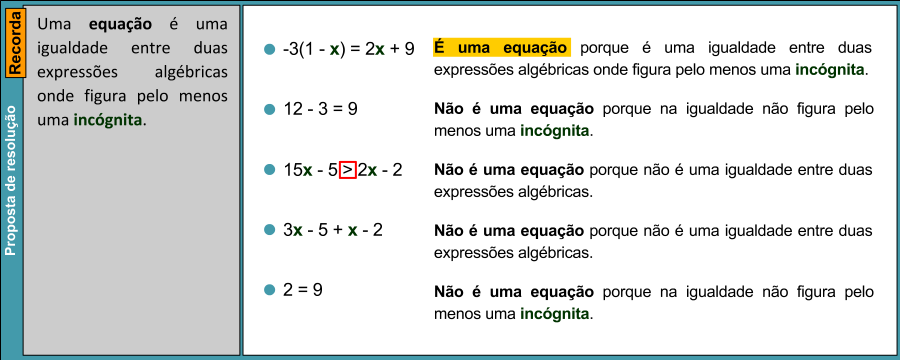 Recorda
Proposta de resolução
Uma equação é uma
igualdade entre duas
expressões algébricas
onde figura pelo menos
uma incógnita.
-3(1 - x) = 2x + 9
É uma equação porque é uma igualdade entre duas
expressões algébricas onde figura pelo menos uma incógnita.
12 - 3 = 9
Não é uma equação porque na igualdade não figura pelo
menos uma incógnita.
15x - 5 > 2x - 2
Não é uma equação porque não é uma igualdade entre duas
expressões algébricas.
3x - 5 + x - 2
Não é uma equação porque não é uma igualdade entre duas
expressões algébricas.
2 = 9
Não é uma equação porque na igualdade não figura pelo
menos uma incógnita.